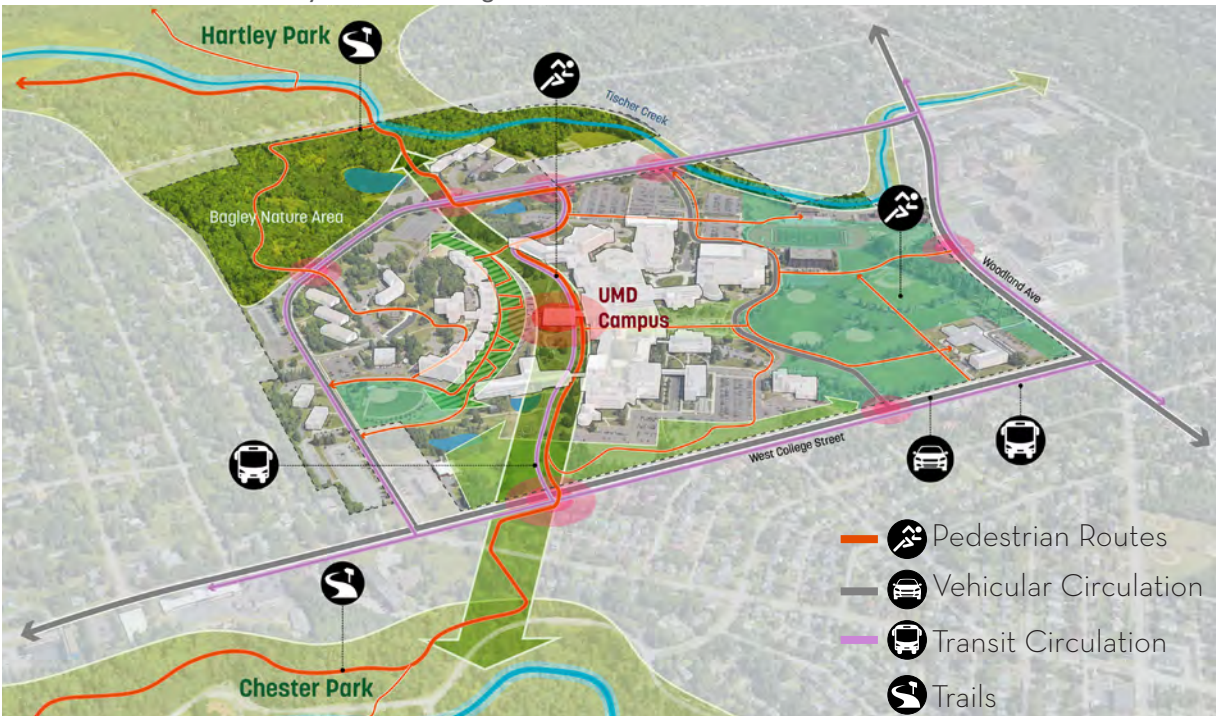 Hartley Park
Tischer Creek
Bagley Nature Area
Woodland Ave
UMD
Campus
West College Street
Pedestrian Routes
Vehicular Circulation
Transit Circulation
Trails
Chester Park